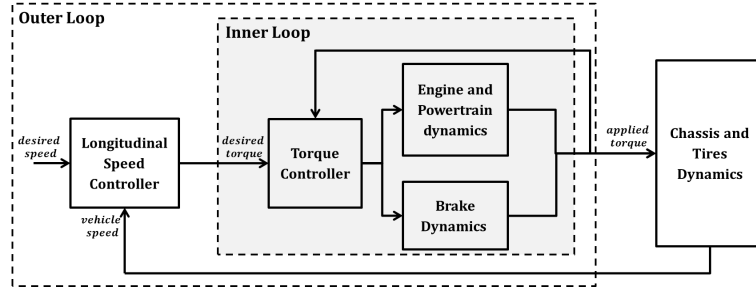 Outer Loop
Inner Loop
Engine and
Powertrain
dynamics
desired
speed
Longitudinal
Speed
Controller
desired
torque
Torque
Controller
applied
torque
Chassis and
Tires
Dynamics
Brake
Dynamics
vehicle
speed